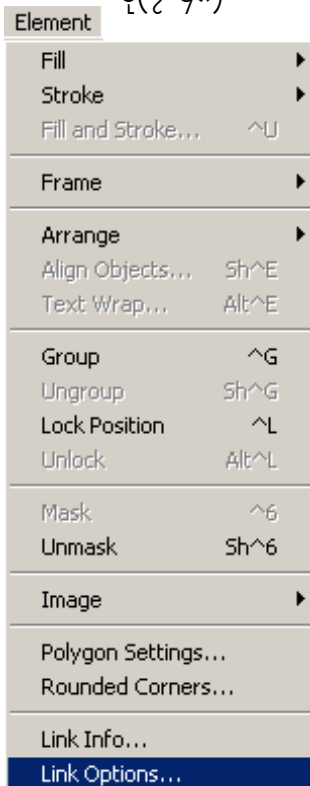 Element
Fill
Stroke
Fill and Stroke... ^U
Frame
Arrange
Align Objects... Sh^E
Text Wrap... Alt^E
Group ^G
Ungroup Sh^G
Lock Position ^L
Unlock Alt^L
Mask ^6
Unmask Sh^6
Image
Polygon Settings...
Rounded Corners...
Link Info...
Link Options...